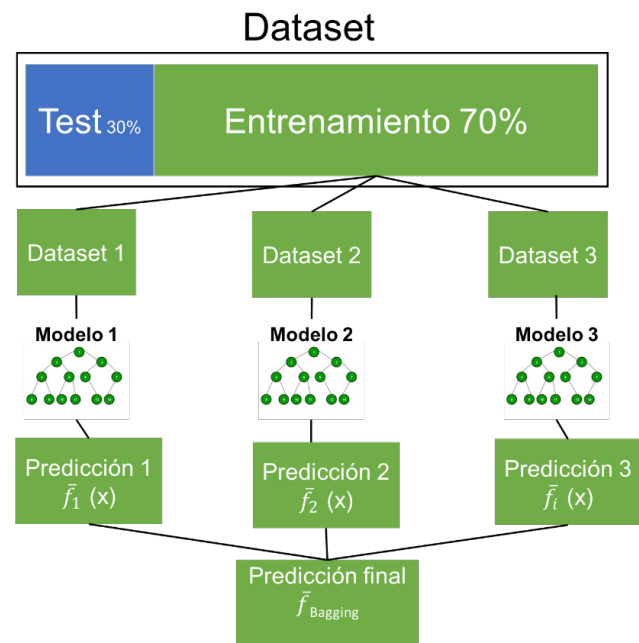 Dataset
Test 30%
Entrenamiento 70%
Dataset 1
Dataset 2
Dataset 3
Modelo 1
Modelo 2
Modelo 3
Predicción 1
f̄₁ (x)
Predicción 2
f̄₂ (x)
Predicción 3
f̄ᵢ (x)
Predicción final
f̄ Bagging